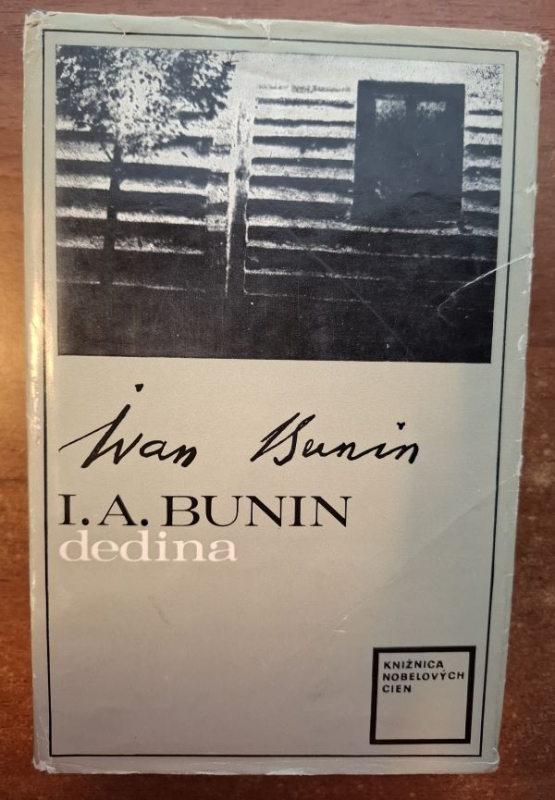 Ivan Bunin
I. A. BUNIN
dedina
KNIŽNICA
NOBELOVÝCH
CIEN